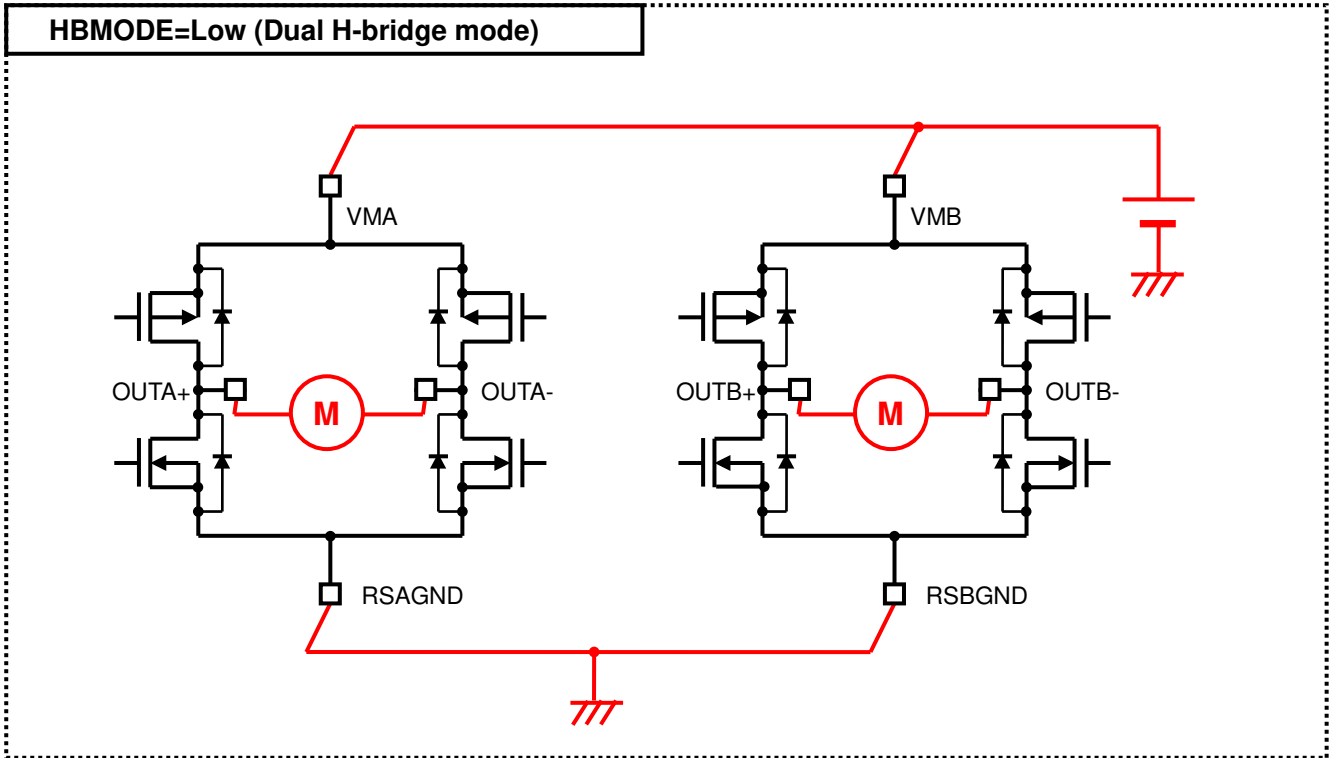 HBMODE=Low (Dual H-bridge mode)
VMA
VMB
OUTA+
M
OUTA-
OUTB+
M
OUTB-
RSAGND
RSBGND